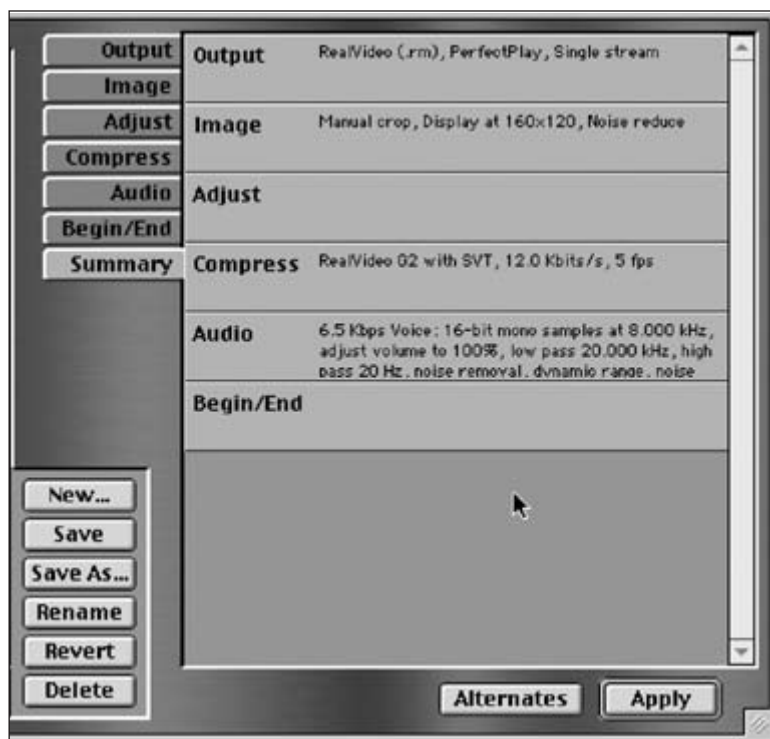 Output
Image
Adjust
Compress
Audio
Begin/End
Summary
Output RealVideo (.rm), PerfectPlay, Single stream
Image Manual crop, Display at 160×120, Noise reduce
Adjust
Compress RealVideo G2 with SVT, 12.0 Kbits/s, 5 fps
Audio 6.5 Kbps Voice: 16-bit mono samples at 8.000 kHz,
adjust volume to 100%, low pass 20.000 kHz, high
pass 20 Hz, noise removal, dynamic range, noise
Begin/End
New...
Save
Save As...
Rename
Revert
Delete
Alternates Apply